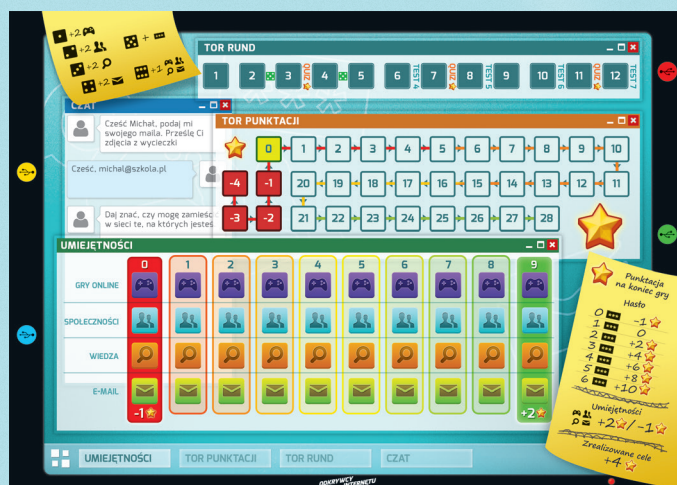 +2
+2
+
+2
+2
+1
TOR RUND
1 2 3 QUIZ 4 5 6 TEST 4 7 QUIZ 8 TEST 5 9 10 TEST 6 11 QUIZ 12 TEST 7
CZAT
Cześć Michał, podaj mi
swojego maila. Prześlę Ci
zdjęcia z wycieczki
Cześć, michal@szkola.pl
Daj znać, czy mogę zamieśc
w sieci te, na których jesteś
TOR PUNKTACJI
0 1 2 3 4 5 6 7 8 9 10
-4 -1 20 19 18 17 16 15 14 13 12 11
-3 -2 21 22 23 24 25 26 27 28
UMIEJĘTNOŚCI
0 1 2 3 4 5 6 7 8 9
GRY ONLINE
SPOŁECZNOŚCI
WIEDZA
E-MAIL
-1 +2
Punktacja
na koniec gry
Hasło
0 -1
1 0
2 +2
3 +4
4 +6
5 +8
6 +10
Umiejętności
+2/-1
Zrealizowane cele
+4
UMIEJĘTNOŚCI TOR PUNKTACJI TOR RUND CZAT
ODKRYWCY
INTERNETU